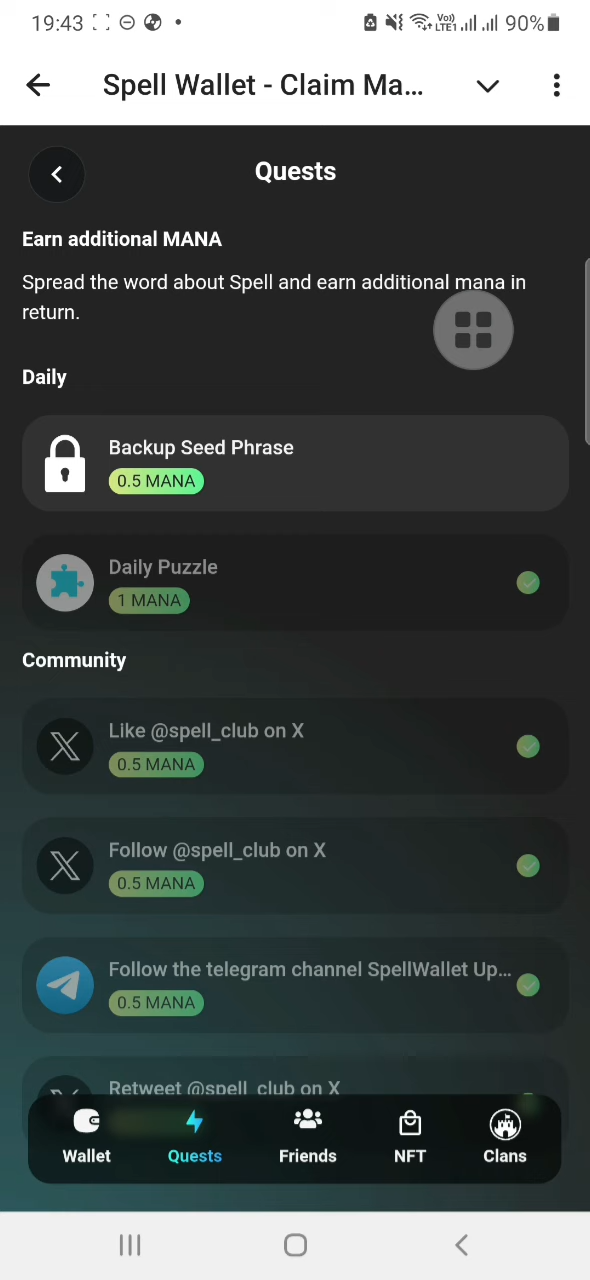 19:43
Vo))
LTE1
90%
Spell Wallet - Claim Ma...
Quests
Earn additional MANA
Spread the word about Spell and earn additional mana in
return.
Daily
Backup Seed Phrase
0.5 MANA
Daily Puzzle
1 MANA
Community
Like @spell_club on X
0.5 MANA
Follow @spell_club on X
0.5 MANA
Follow the telegram channel SpellWallet Up...
0.5 MANA
Retweet @spell_club on X
Wallet
Quests
Friends
NFT
Clans